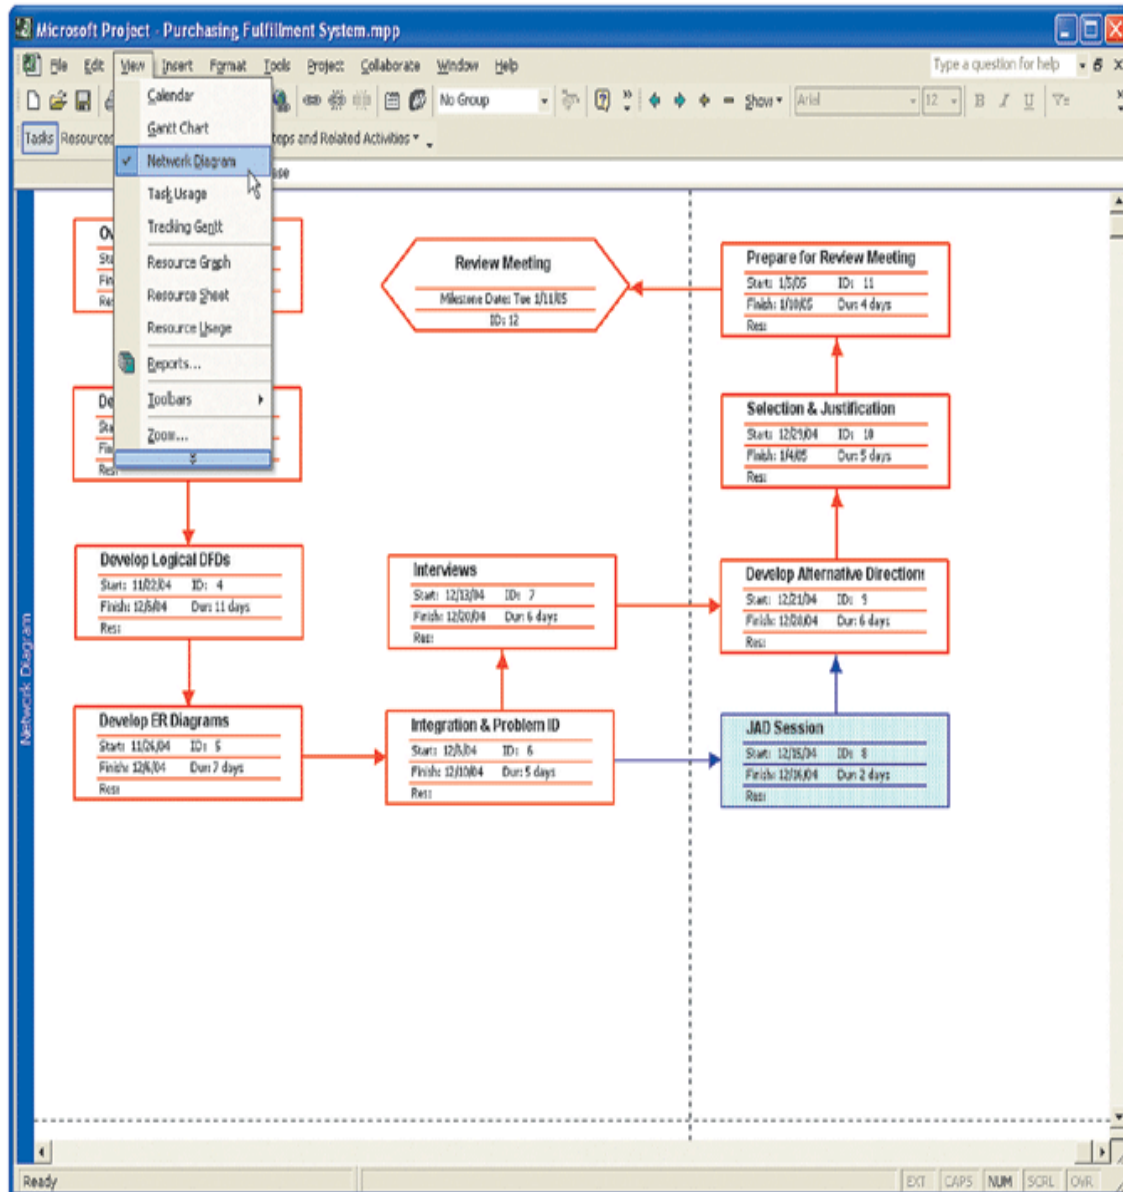 Microsoft Project - Purchasing Fulfillment System.mpp
File Edit View Insert Format Tools Project Collaborate Window Help
Type a question for help
No Group
Show
Arial
12
B I U
Tasks
Resources
and Related Activities
Calendar
Gantt Chart
Network Diagram
Task Usage
Tracking Gantt
Resource Graph
Resource Sheet
Resource Usage
Reports...
Toolbars
Zoom...
Network Diagram
Review Meeting
Milestone Date: Tue 1/11/05
ID: 12
Prepare for Review Meeting
Start: 1/5/05 ID: 11
Finish: 1/10/05 Dur: 4 days
Res:
Selection & Justification
Start: 12/29/04 ID: 10
Finish: 1/4/05 Dur: 5 days
Res:
Develop Logical DFDs
Start: 11/22/04 ID: 4
Finish: 12/5/04 Dur: 11 days
Res:
Interviews
Start: 12/13/04 ID: 7
Finish: 12/20/04 Dur: 6 days
Res:
Develop Alternative Direction
Start: 12/21/04 ID: 9
Finish: 12/28/04 Dur: 6 days
Res:
Develop ER Diagrams
Start: 11/26/04 ID: 5
Finish: 12/6/04 Dur: 7 days
Res:
Integration & Problem ID
Start: ID: 6
Finish: 12/10/04 Dur: 5 days
Res:
JAD Session
Start: 12/15/04 ID: 8
Finish: 12/16/04 Dur: 2 days
Res:
Ready
EXT CAPS NUM SCRL OVR